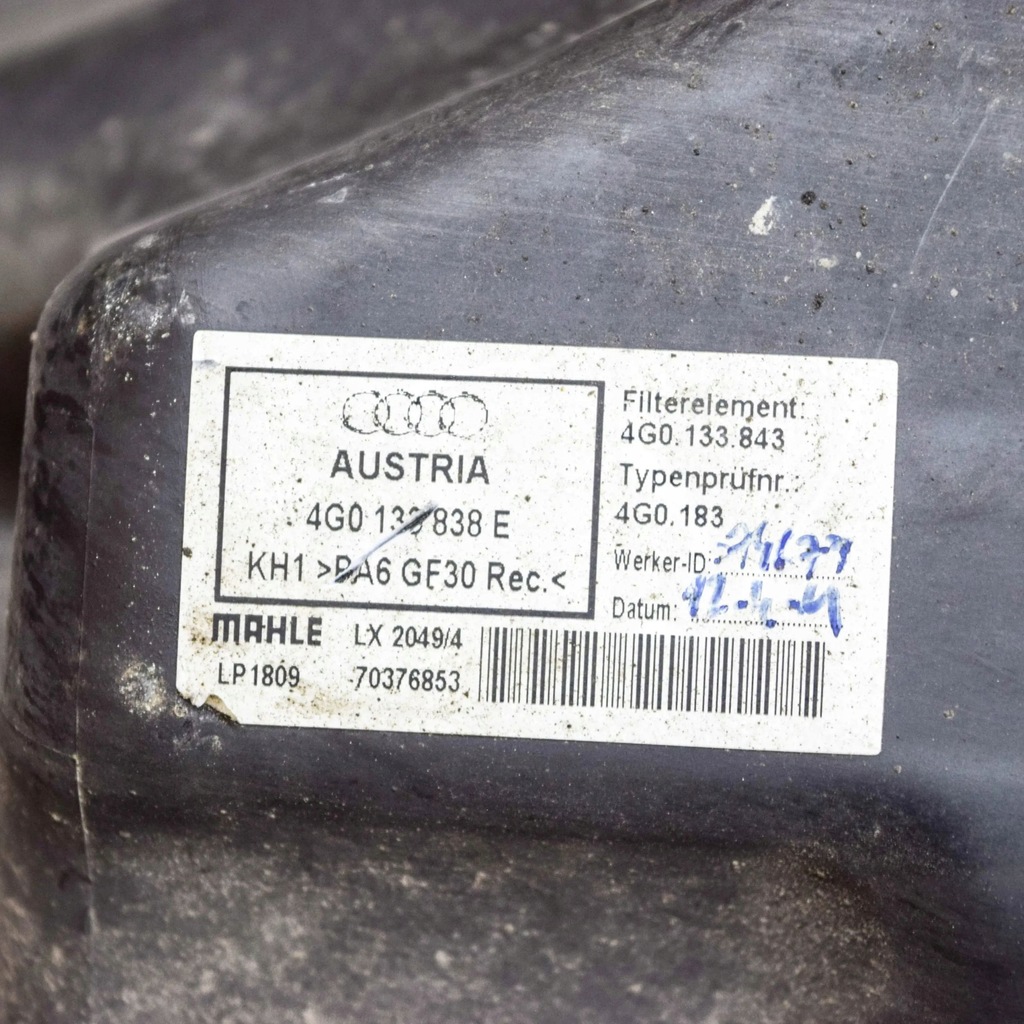 AUSTRIA
4G0 133 838 E
KH1 >PA6 GF30 Rec.<
MAHLE LX 2049/4
LP1809 70376853
Filterelement:
4G0.133.843
Typenprüfnr.:
4G0.183
Werker-ID:
Datum: